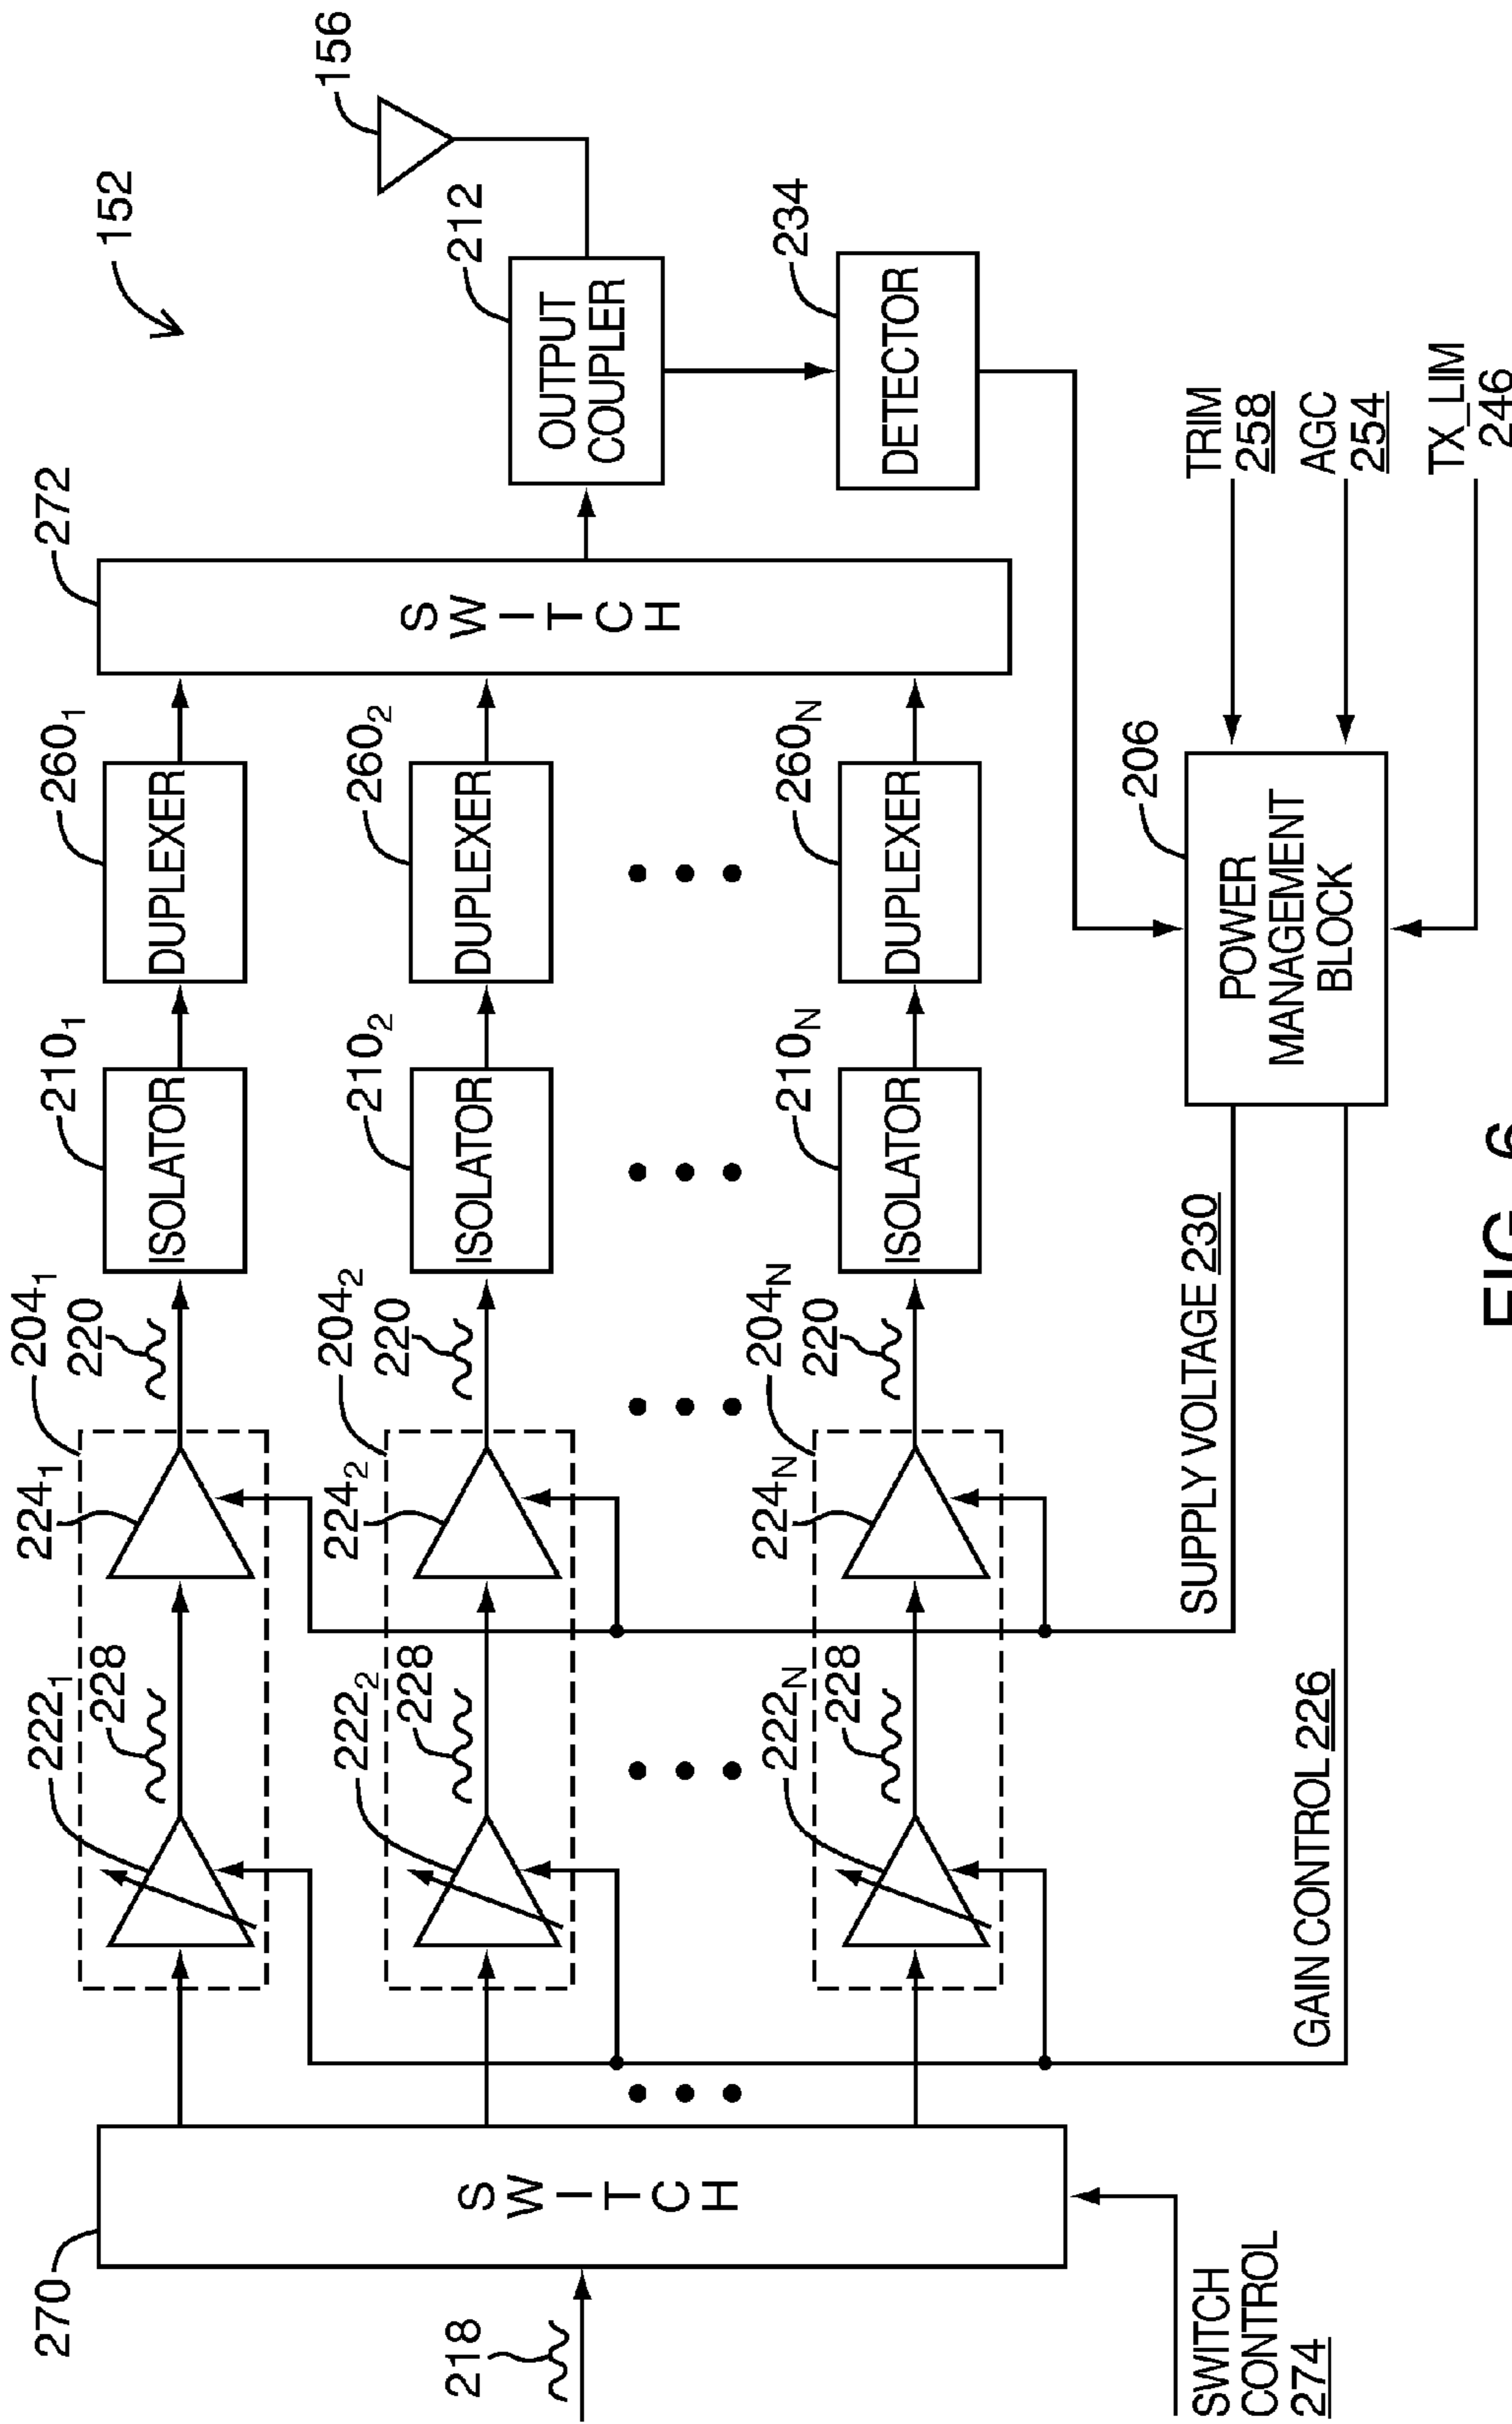 270
222₁
228
224₁
204₁
220
210₁
260₁
272
152
156
ISOLATOR
DUPLEXER
218
SWITCH
222₂
228
224₂
204₂
220
210₂
260₂
SWITCH
212
ISOLATOR
DUPLEXER
OUTPUT
COUPLER
222N
228
224N
204N
220
210N
260N
234
ISOLATOR
DUPLEXER
DETECTOR
SWITCH
CONTROL
274
GAIN CONTROL 226
SUPPLY VOLTAGE 230
206
POWER
MANAGEMENT
BLOCK
TRIM
258
AGC
254
TX_LIM
246
FIG. 6